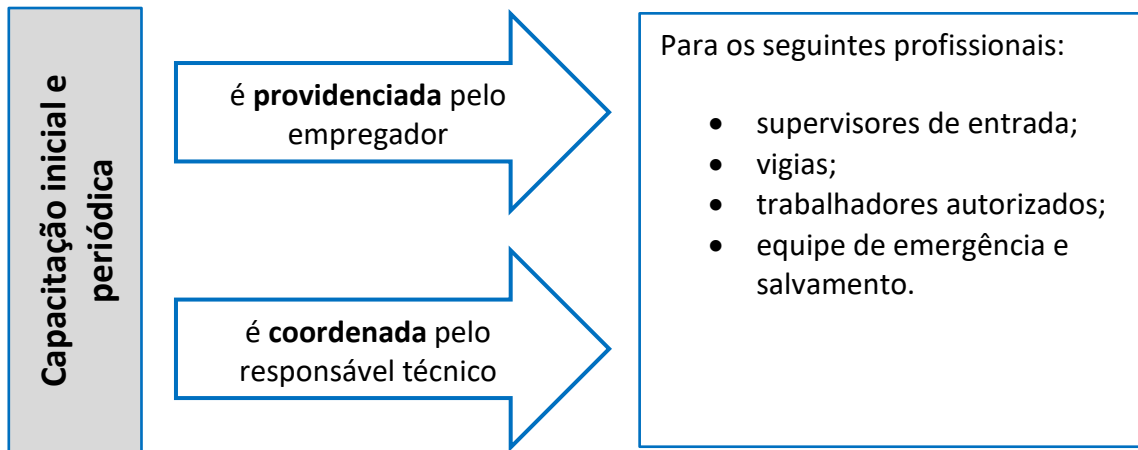 Capacitação inicial e
periódica
é providenciada pelo
empregador
é coordenada pelo
responsável técnico
Para os seguintes profissionais:
• supervisores de entrada;
• vigias;
• trabalhadores autorizados;
• equipe de emergência e
salvamento.